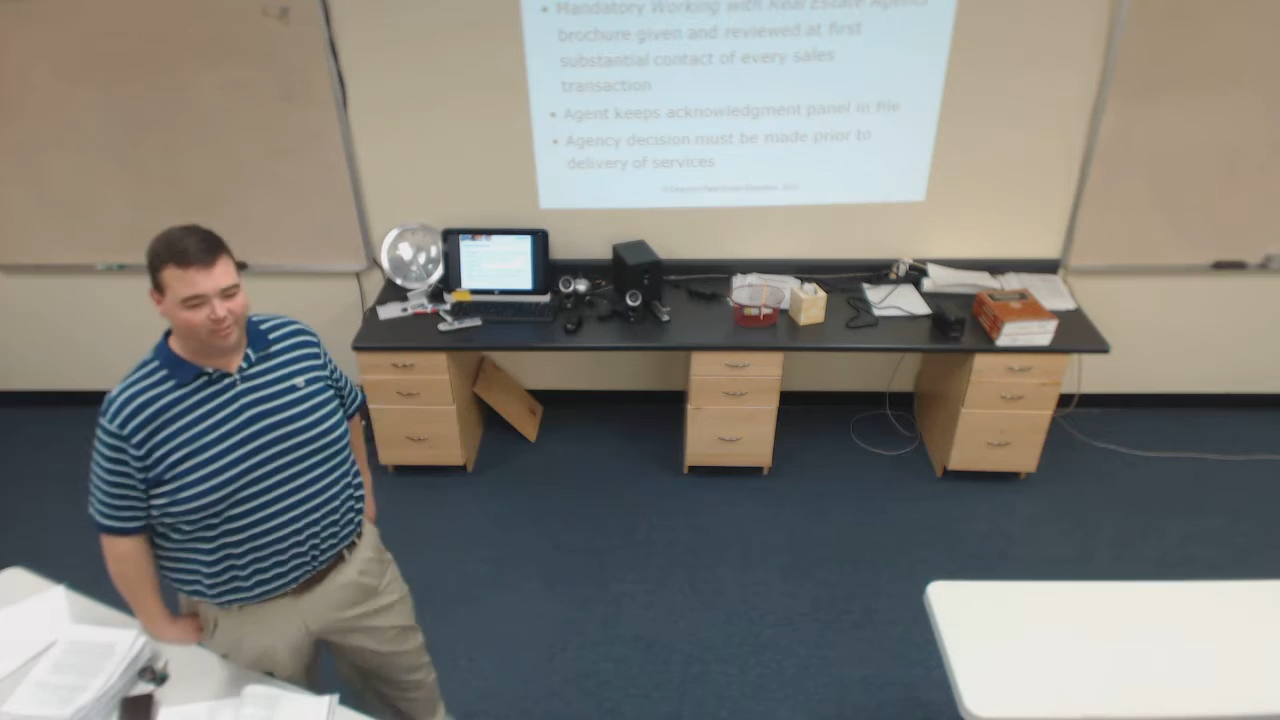 • Mandatory Working with Real Estate Agents
brochure given and reviewed at first
substantial contact of every sales
transaction
• Agent keeps acknowledgment panel in file
• Agency decision must be made prior to
delivery of services